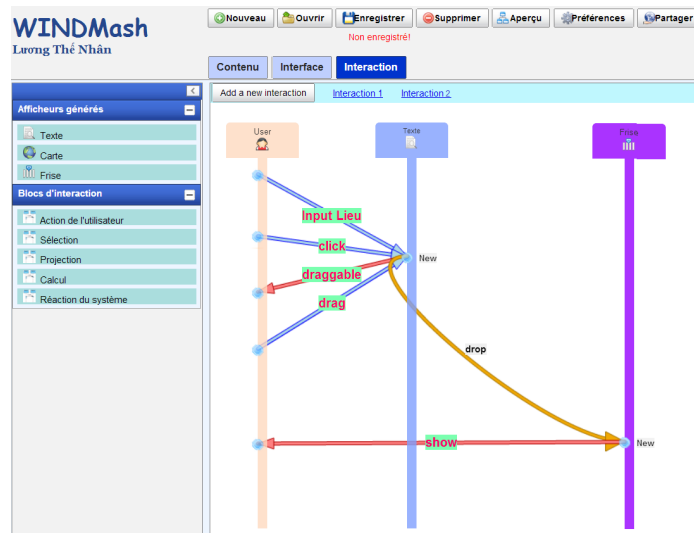 WINDMash
Lương Thế Nhân
Nouveau Ouvrir Enregistrer Supprimer Aperçu Préférences Partager
Non enregistré!
Contenu Interface Interaction
Add a new interaction Interaction 1 Interaction 2
Afficheurs générés
Texte
Carte
Frise
Blocs d'interaction
Action de l'utilisateur
Sélection
Projection
Calcul
Réaction du système
User Texte Frise
Input Lieu
click
New
draggable
drag
drop
show
New